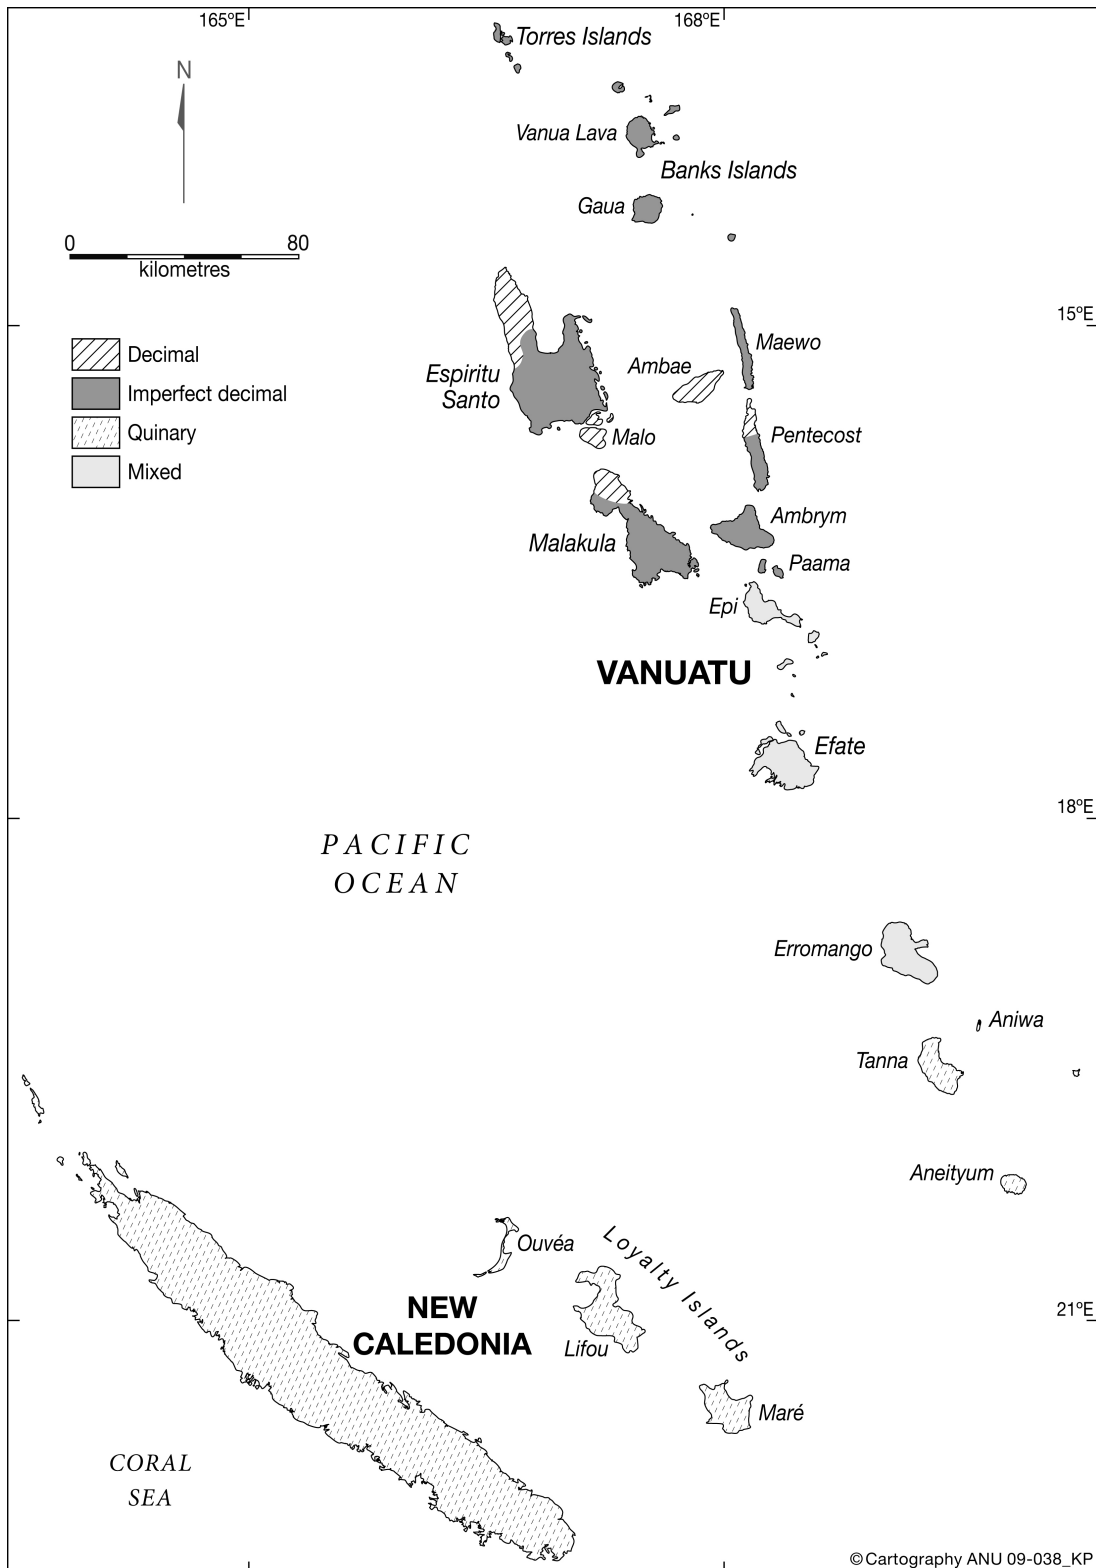 165ºE
168ºE
Torres Islands
N
Vanua Lava
Banks Islands
Gaua
0
80
kilometres
15ºE
Decimal
Imperfect decimal
Quinary
Mixed
Maewo
Ambae
Espiritu
Santo
Malo
Pentecost
Ambrym
Malakula
Paama
Epi
VANUATU
Efate
18ºE
PACIFIC
OCEAN
Erromango
Aniwa
Tanna
Aneityum
Ouvéa
Loyalty Islands
NEW
CALEDONIA
21ºE
Lifou
Maré
CORAL
SEA
©Cartography ANU 09-038_KP